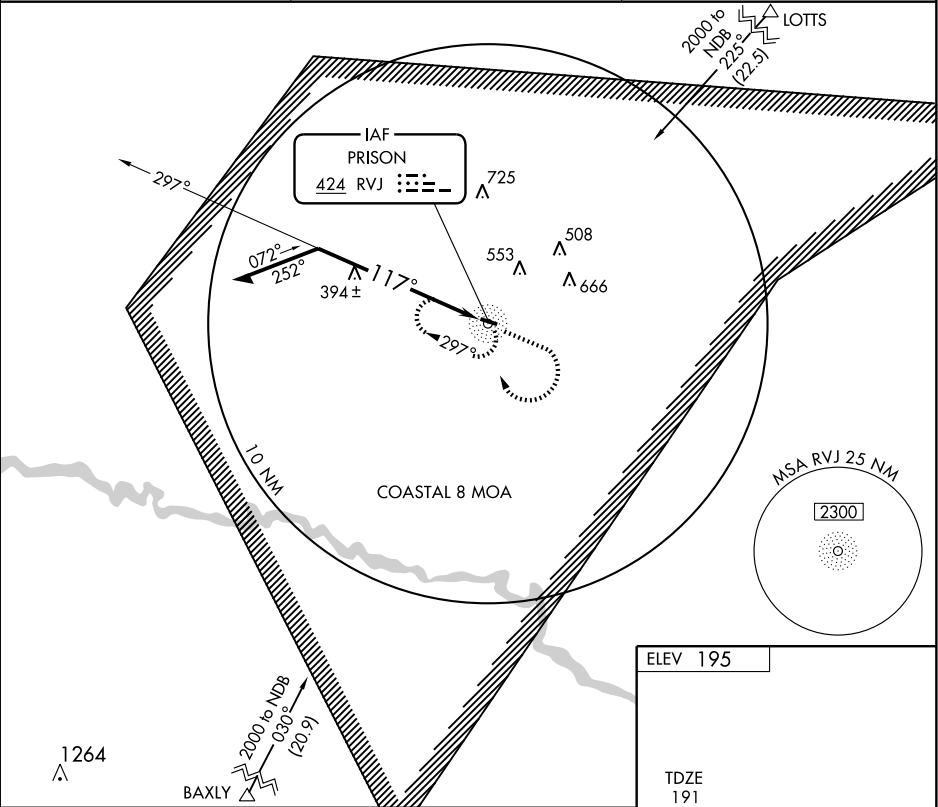 LOTTS
2000 to
NDB
225°
(22.5)
IAF
PRISON
424 RVJ
725
297°
508
553
072°
252°
666
394±
117°
297°
10 NM
COASTAL 8 MOA
MSA RVJ 25 NM
2300
ELEV 195
2000 to NDB
030°
(20.9)
1264
BAXLY
TDZE
191